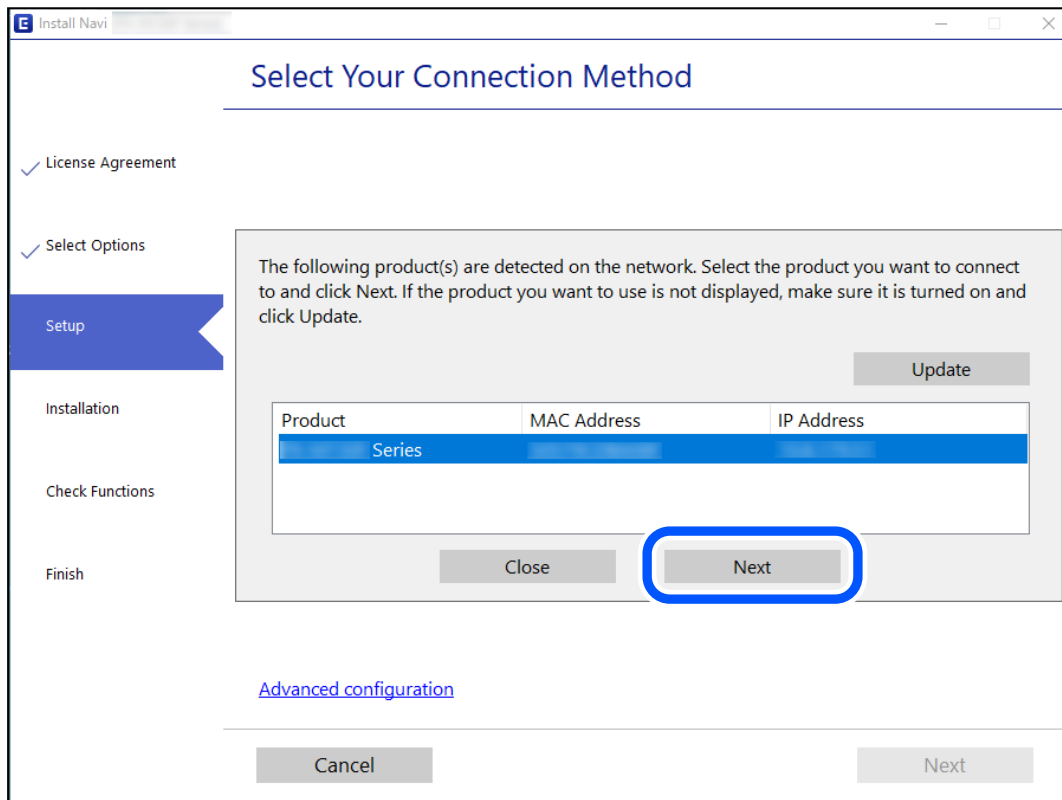 E Install Navi
Select Your Connection Method
License Agreement
Select Options
Setup
Installation
Check Functions
Finish
The following product(s) are detected on the network. Select the product you want to connect
to and click Next. If the product you want to use is not displayed, make sure it is turned on and
click Update.
Update
Product MAC Address IP Address
Series
Close Next
Advanced configuration
Cancel Next